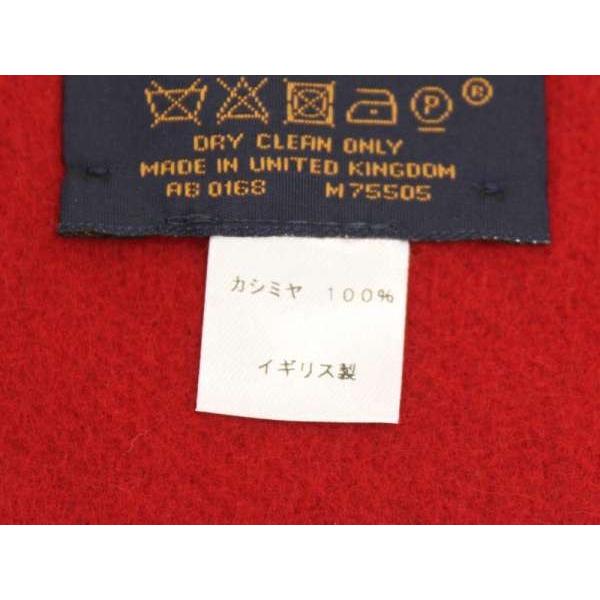 P ®
DRY CLEAN ONLY
MADE IN UNITED KINGDOM
AB 0168 M 75505
カシミヤ 100%
イギリス製